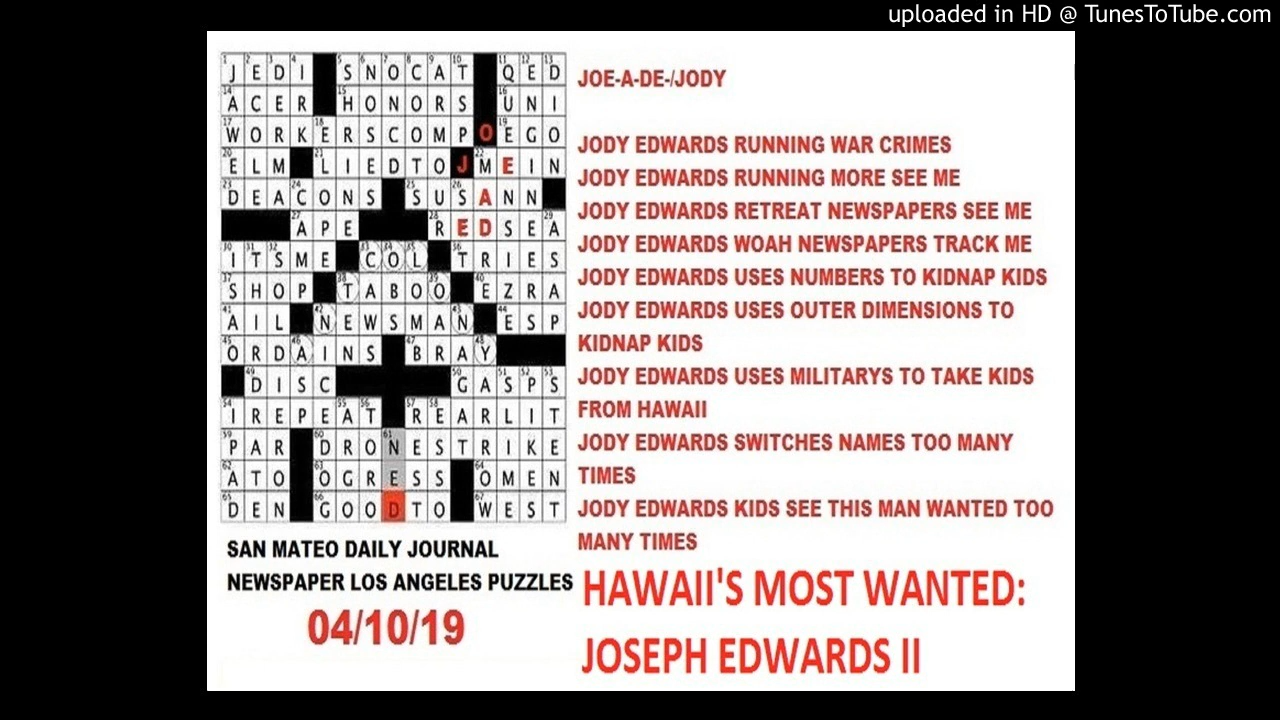 uploaded in HD @ TunesToTube.com
JEDI SNOCAT QED
ACER HONORS UNI
WORKERSCOMP O EGO
ELM LIEDTO J MEIN
DEACONS SUSANN
APE REDSEA
ITSME COL TRIES
SHOP TABOO EZRA
AIL NEWSMAN ESP
ORDAINS BRAY
DISC GASPS
IREPEAT REARLIT
PAR DRONESTRIKE
ATO OGRESS OMEN
DEN GOODTO WEST
SAN MATEO DAILY JOURNAL
NEWSPAPER LOS ANGELES PUZZLES
04/10/19
JOE-A-DE-/JODY
JODY EDWARDS RUNNING WAR CRIMES
JODY EDWARDS RUNNING MORE SEE ME
JODY EDWARDS RETREAT NEWSPAPERS SEE ME
JODY EDWARDS WOAH NEWSPAPERS TRACK ME
JODY EDWARDS USES NUMBERS TO KIDNAP KIDS
JODY EDWARDS USES OUTER DIMENSIONS TO
KIDNAP KIDS
JODY EDWARDS USES MILITARYS TO TAKE KIDS
FROM HAWAII
JODY EDWARDS SWITCHES NAMES TOO MANY
TIMES
JODY EDWARDS KIDS SEE THIS MAN WANTED TOO
MANY TIMES
HAWAII'S MOST WANTED:
JOSEPH EDWARDS II